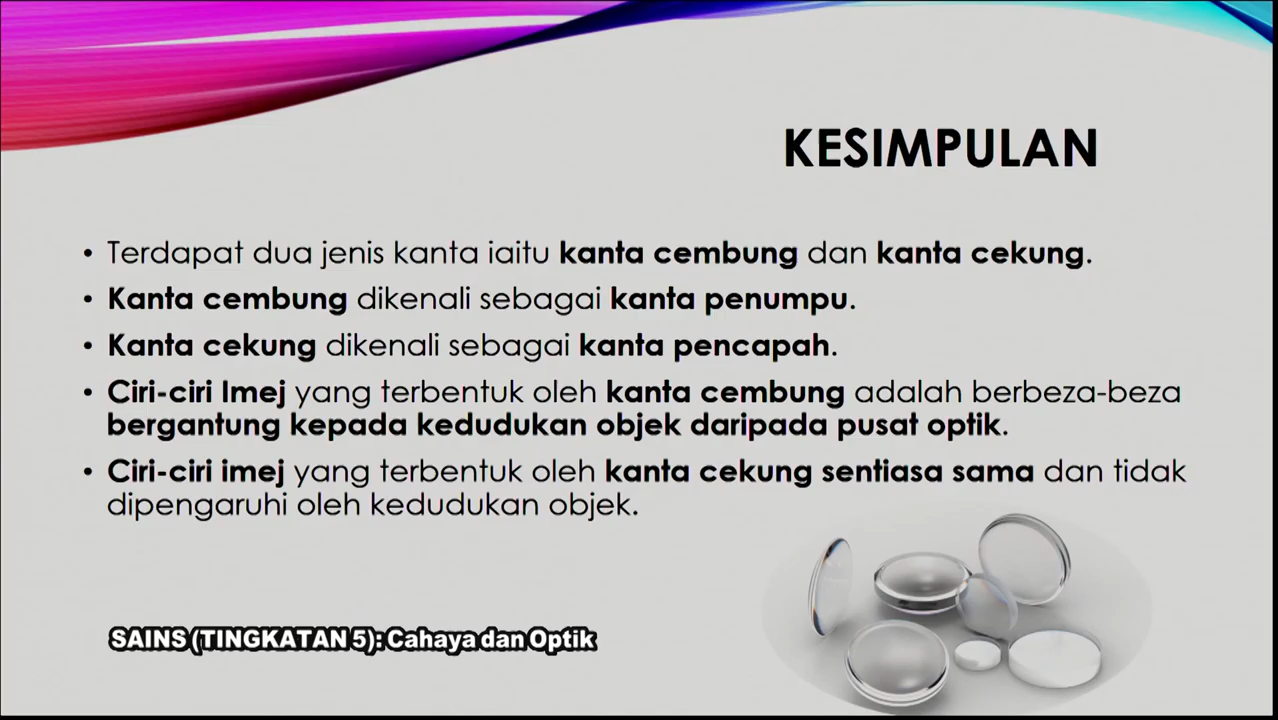 KESIMPULAN
• Terdapat dua jenis kanta iaitu kanta cembung dan kanta cekung.
• Kanta cembung dikenali sebagai kanta penumpu.
• Kanta cekung dikenali sebagai kanta pencapah.
• Ciri-ciri Imej yang terbentuk oleh kanta cembung adalah berbeza-beza
bergantung kepada kedudukan objek daripada pusat optik.
• Ciri-ciri imej yang terbentuk oleh kanta cekung sentiasa sama dan tidak
dipengaruhi oleh kedudukan objek.
SAINS (TINGKATAN 5): Cahaya dan Optik